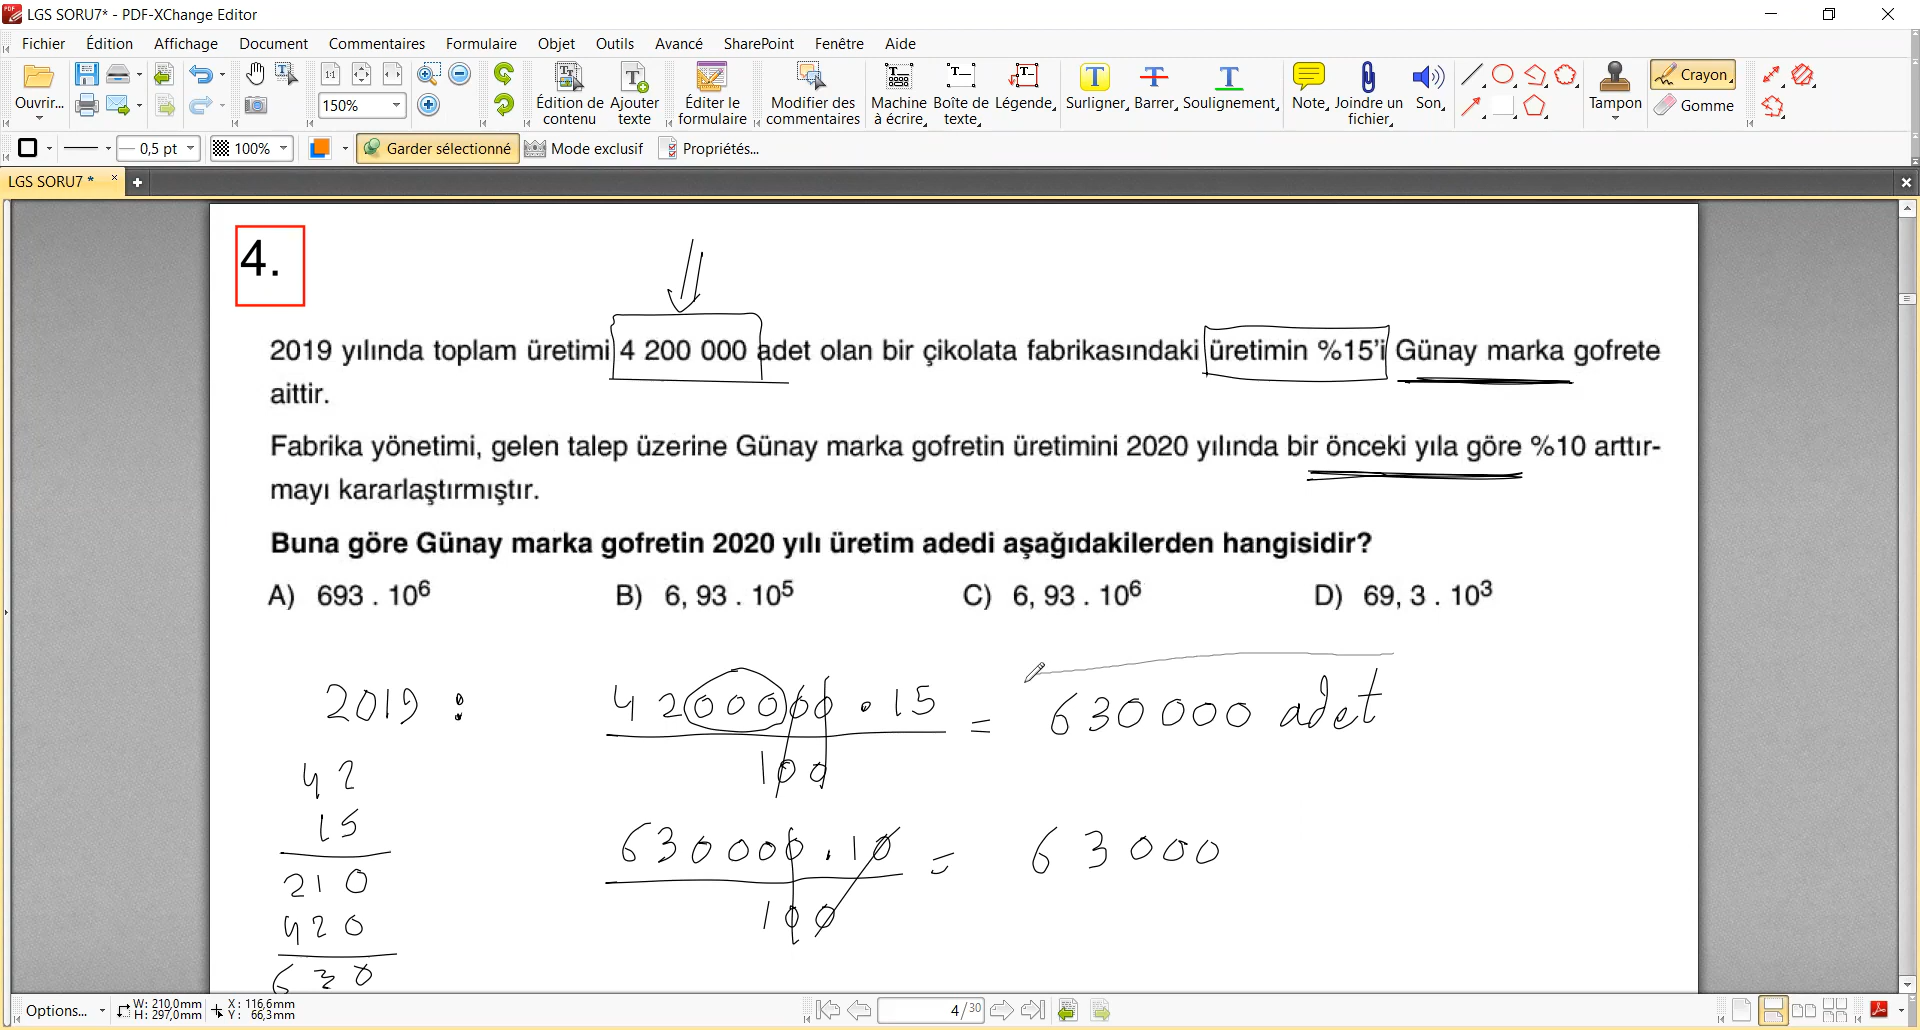 LGS SORU7* - PDF-XChange Editor
Fichier Édition Affichage Document Commentaires Formulaire Objet Outils Avancé SharePoint Fenêtre Aide
Ouvrir... 150% Édition de contenu Ajouter texte Éditer le formulaire Modifier des commentaires Machine à écrire Boîte de texte Légende Surligner Barrer Soulignement Note Joindre un fichier Son Tampon Crayon Gomme
0,5 pt 100% Garder sélectionné Mode exclusif Propriétés...
LGS SORU7 *
4.
2019 yılında toplam üretimi 4 200 000 adet olan bir çikolata fabrikasındaki üretimin %15'i Günay marka gofrete
aittir.
Fabrika yönetimi, gelen talep üzerine Günay marka gofretin üretimini 2020 yılında bir önceki yıla göre %10 arttır-
mayı kararlaştırmıştır.
Buna göre Günay marka gofretin 2020 yılı üretim adedi aşağıdakilerden hangisidir?
A) 693 . 10⁶ B) 6, 93 . 10⁵ C) 6, 93 . 10⁶ D) 69, 3 . 10³
2019 : 4200000 . 15 = 630000 adet
100
42
15
630000 . 10 = 63000
100
210
420
630
Options... W: 210,0mm H: 297,0mm X: 116,6mm Y: 66,3mm 4/30